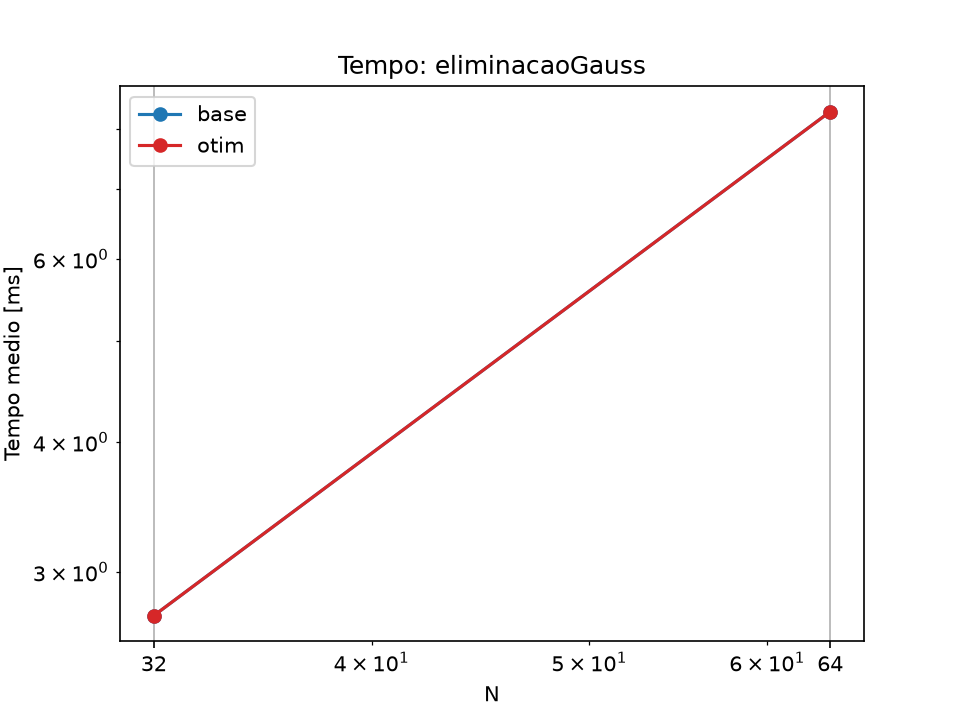 Tempo: eliminacaoGauss
base
otim
6 × 10⁰
4 × 10⁰
3 × 10⁰
Tempo medio [ms]
32
4 × 10¹
5 × 10¹
6 × 10¹
64
N